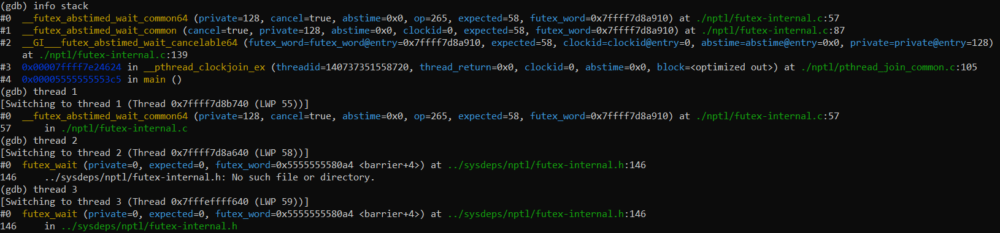 (gdb) info stack
#0  __futex_abstimed_wait_common64 (private=128, cancel=true, abstime=0x0, op=265, expected=58, futex_word=0x7ffff7d8a910) at ./nptl/futex-internal.c:57
#1  __futex_abstimed_wait_common (cancel=true, private=128, abstime=0x0, clockid=0, expected=58, futex_word=0x7ffff7d8a910) at ./nptl/futex-internal.c:87
#2  __GI___futex_abstimed_wait_cancelable64 (futex_word=futex_word@entry=0x7ffff7d8a910, expected=58, clockid=clockid@entry=0, abstime=abstime@entry=0x0, private=private@entry=128)
    at ./nptl/futex-internal.c:139
#3  0x00007ffff7e24624 in __pthread_clockjoin_ex (threadid=140737351558720, thread_return=0x0, clockid=0, abstime=0x0, block=<optimized out>) at ./nptl/pthread_join_common.c:105
#4  0x00005555555553c5 in main ()
(gdb) thread 1
[Switching to thread 1 (Thread 0x7ffff7d8b740 (LWP 55))]
#0  __futex_abstimed_wait_common64 (private=128, cancel=true, abstime=0x0, op=265, expected=58, futex_word=0x7ffff7d8a910) at ./nptl/futex-internal.c:57
57      in ./nptl/futex-internal.c
(gdb) thread 2
[Switching to thread 2 (Thread 0x7ffff7d8a640 (LWP 58))]
#0  futex_wait (private=0, expected=0, futex_word=0x5555555580a4 <barrier+4>) at ../sysdeps/nptl/futex-internal.h:146
146     ../sysdeps/nptl/futex-internal.h: No such file or directory.
(gdb) thread 3
[Switching to thread 3 (Thread 0x7fffeffff640 (LWP 59))]
#0  futex_wait (private=0, expected=0, futex_word=0x5555555580a4 <barrier+4>) at ../sysdeps/nptl/futex-internal.h:146
146     in ../sysdeps/nptl/futex-internal.h